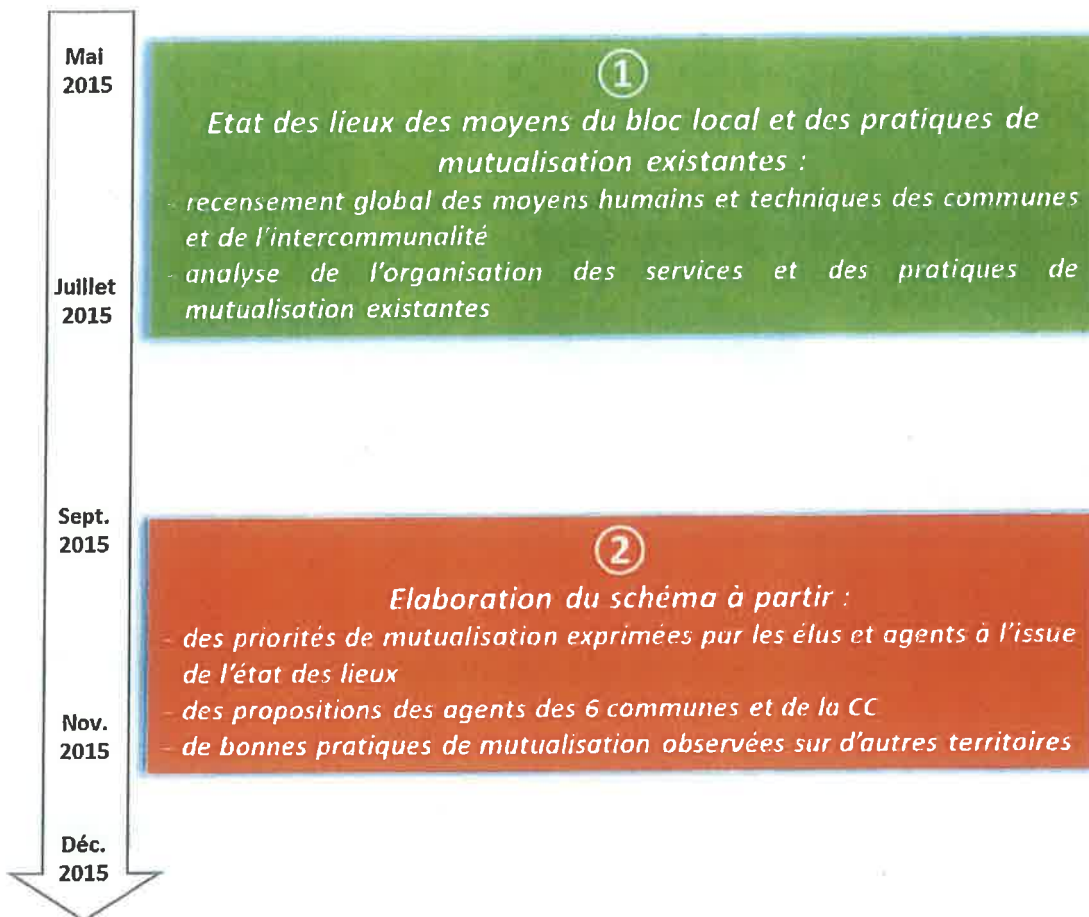 Mai
2015
①
Etat des lieux des moyens du bloc local et des pratiques de
mutualisation existantes :
- recensement global des moyens humains et techniques des communes
et de l'intercommunalité
- analyse de l'organisation des services et des pratiques de
mutualisation existantes
Juillet
2015
Sept.
2015
②
Elaboration du schéma à partir :
- des priorités de mutualisation exprimées par les élus et agents à l'issue
de l'état des lieux
- des propositions des agents des 6 communes et de la CC
- de bonnes pratiques de mutualisation observées sur d'autres territoires
Nov.
2015
Déc.
2015